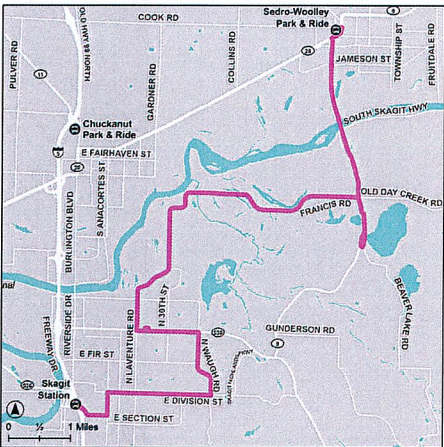 COOK RD
Sedro-Woolley
Park & Ride
9
OLD HWY 99 NORTH
PULVER RD
11
GARDNER RD
COLLINS RD
20
JAMESON ST
TOWNSHIP ST
FRUITDALE RD
SOUTH SKAGIT HWY
Chuckanut
Park & Ride
5
E FAIRHAVEN ST
20
S ANACORTES ST
BURLINGTON BLVD
OLD DAY CREEK RD
FRANCIS RD
BEAVER LAKE RD
RIVERSIDE DR
FREEWAY DR
N LAVENTURE RD
N 30TH ST
538
GUNDERSON RD
9
N WAUGH RD
E FIR ST
Skagit
Station
E DIVISION ST
E SECTION ST
0 ½ 1 Miles